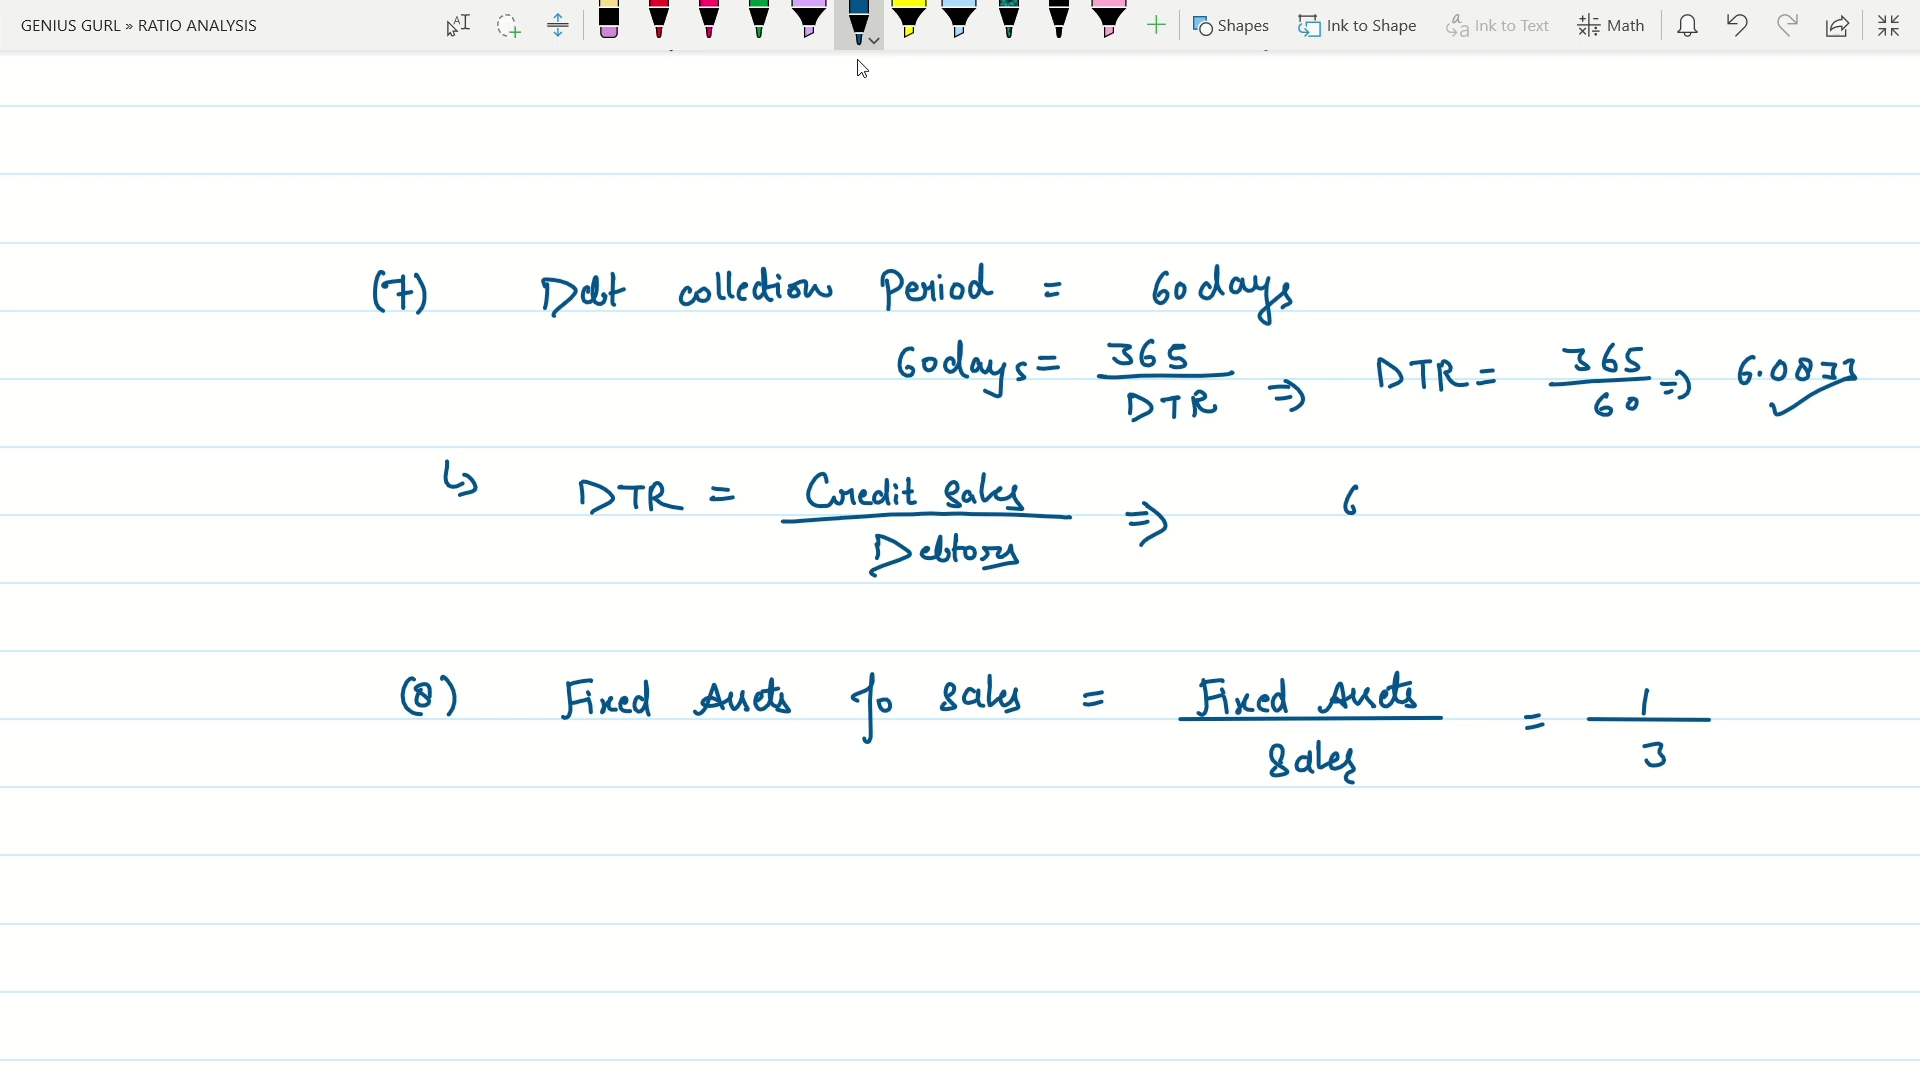 GENIUS GURL » RATIO ANALYSIS Shapes Ink to Shape Ink to Text Math
(7) Debt collection Period = 60 days
60 days = 365 / DTR ⇒ DTR = 365 / 60 ⇒ 6.0833 ✓
↳ DTR = Credit Sales / Debtors ⇒ 6
(8) Fixed Assets % Sales = Fixed Assets / Sales = 1 / 3